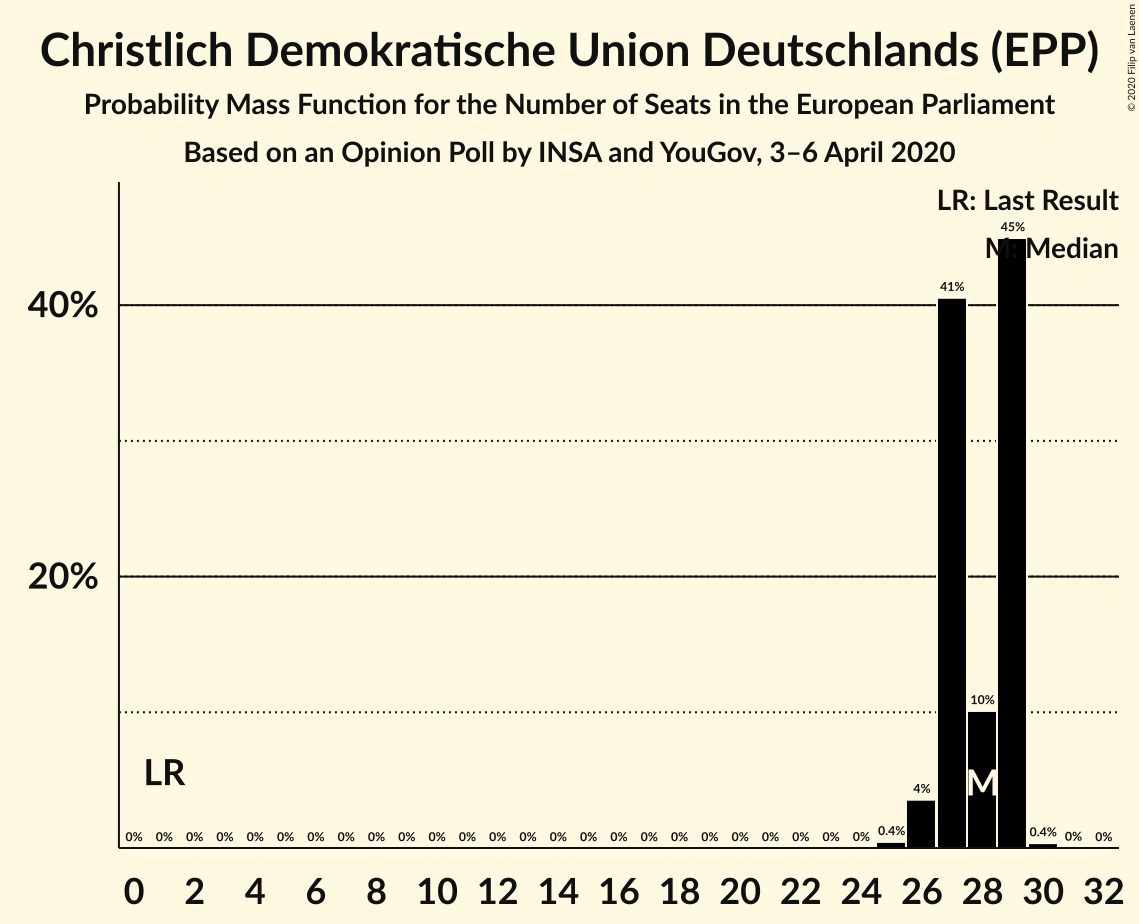 Christlich Demokratische Union Deutschlands (EPP)
Probability Mass Function for the Number of Seats in the European Parliament
Based on an Opinion Poll by INSA and YouGov, 3–6 April 2020
© 2020 Filip van Laenen
LR: Last Result
M: Median
45%
41%
40%
20%
10%
LR
M
4%
0% 0% 0% 0% 0% 0% 0% 0% 0% 0% 0% 0% 0% 0% 0% 0% 0% 0% 0% 0% 0% 0% 0% 0% 0% 0.4% 0.4% 0% 0%
0 2 4 6 8 10 12 14 16 18 20 22 24 26 28 30 32